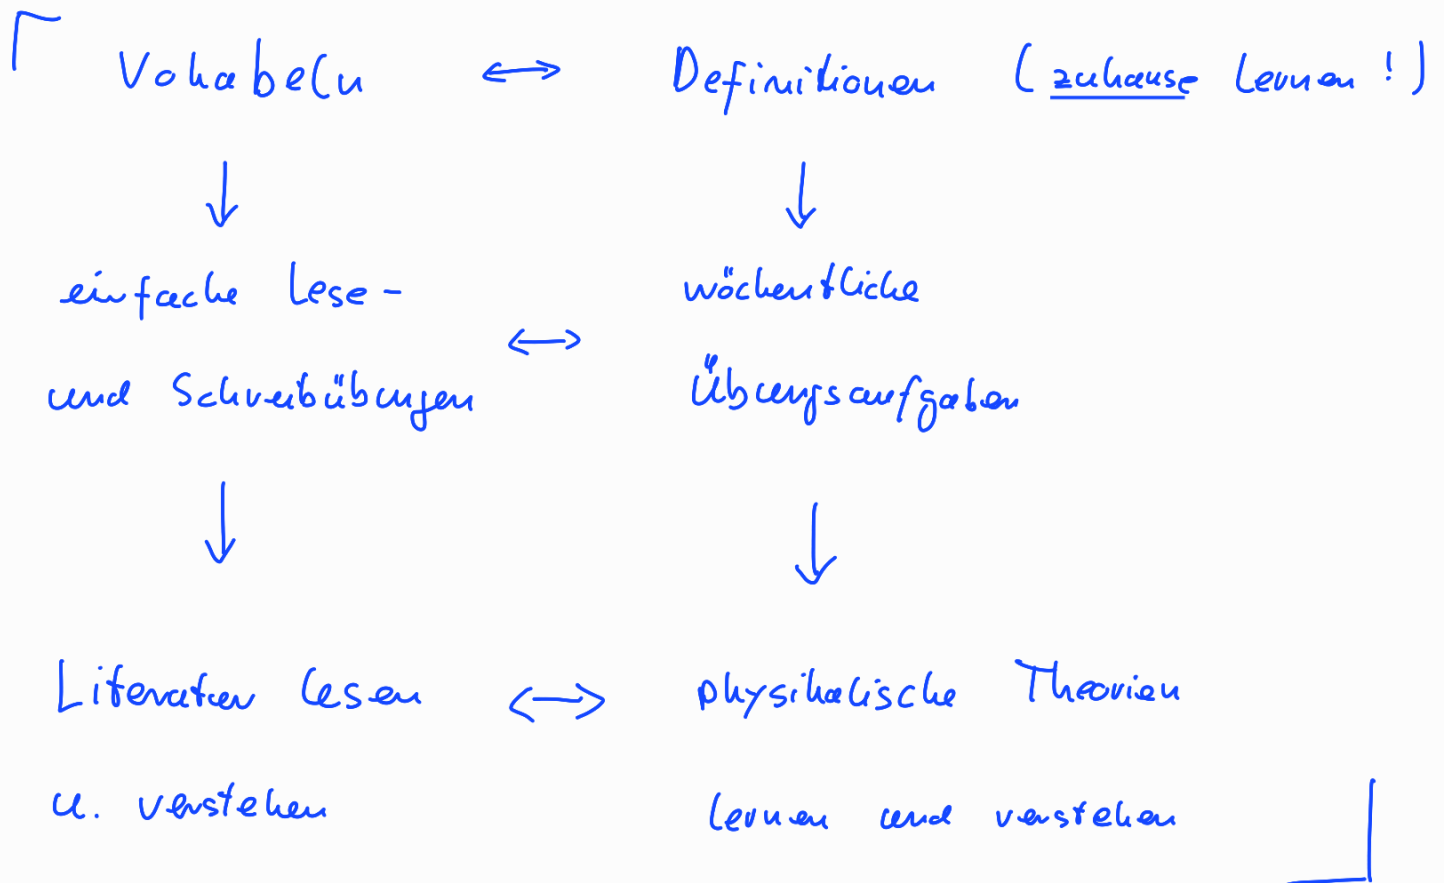 Vokabeln ↔ Definitionen (zuhause lernen!)
↓ ↓
einfache Lese- wöchentliche
↔
und Schreibübungen Übungsaufgaben
↓ ↓
Literatur lesen ↔ physikalische Theorien
u. verstehen lernen und verstehen